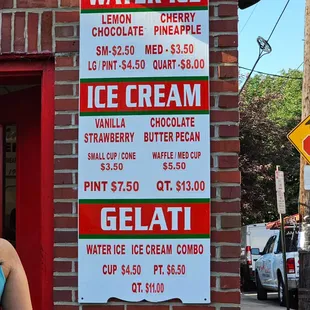 WATER ICE
LEMON CHERRY
CHOCOLATE PINEAPPLE
SM-$2.50 MED - $3.50
LG / PINT - $4.50 QUART - $8.00
ICE CREAM
VANILLA CHOCOLATE
STRAWBERRY BUTTER PECAN
SMALL CUP / CONE WAFFLE / MED CUP
$3.50 $5.50
PINT $7.50 QT. $13.00
GELATI
WATER ICE ICE CREAM COMBO
CUP $4.50 PT. $6.50
QT. $11.00